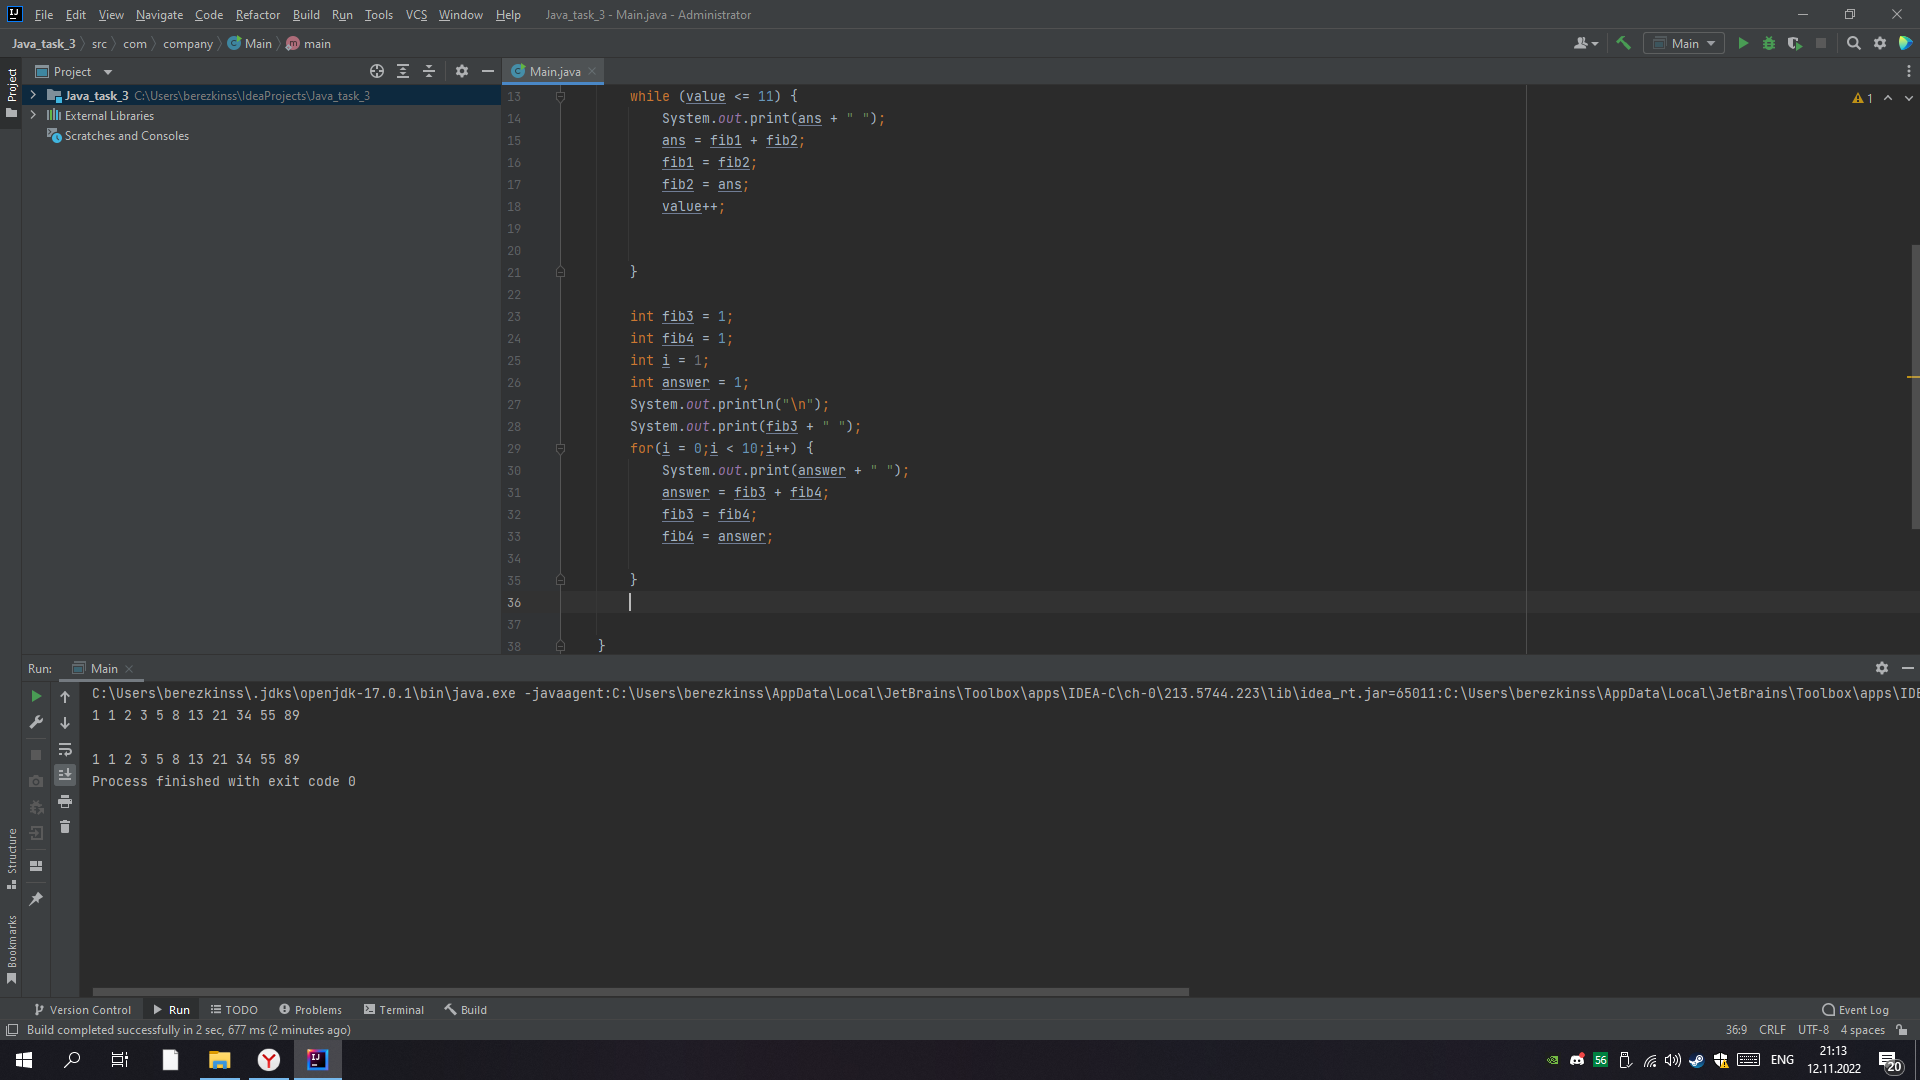 File Edit View Navigate Code Refactor Build Run Tools VCS Window Help Java_task_3 - Main.java - Administrator
Java_task_3 src com company Main main Main
Project Main.java
Java_task_3 C:\Users\berezkinss\IdeaProjects\Java_task_3
External Libraries
Scratches and Consoles
Project
Structure
Bookmarks
1
13 while (value <= 11) {
14 System.out.print(ans + " ");
15 ans = fib1 + fib2;
16 fib1 = fib2;
17 fib2 = ans;
18 value++;
19
20
21 }
22
23 int fib3 = 1;
24 int fib4 = 1;
25 int i = 1;
26 int answer = 1;
27 System.out.println("\n");
28 System.out.print(fib3 + " ");
29 for(i = 0;i < 10;i++) {
30 System.out.print(answer + " ");
31 answer = fib3 + fib4;
32 fib3 = fib4;
33 fib4 = answer;
34
35 }
36
37
38 }
Run: Main
C:\Users\berezkinss\.jdks\openjdk-17.0.1\bin\java.exe -javaagent:C:\Users\berezkinss\AppData\Local\JetBrains\Toolbox\apps\IDEA-C\ch-0\213.5744.223\lib\idea_rt.jar=65011:C:\Users\berezkinss\AppData\Local\JetBrains\Toolbox\apps\IDE
1 1 2 3 5 8 13 21 34 55 89
1 1 2 3 5 8 13 21 34 55 89
Process finished with exit code 0
Version Control Run TODO Problems Terminal Build Event Log
Build completed successfully in 2 sec, 677 ms (2 minutes ago) 36:9 CRLF UTF-8 4 spaces
56 ENG 21:13
12.11.2022 20